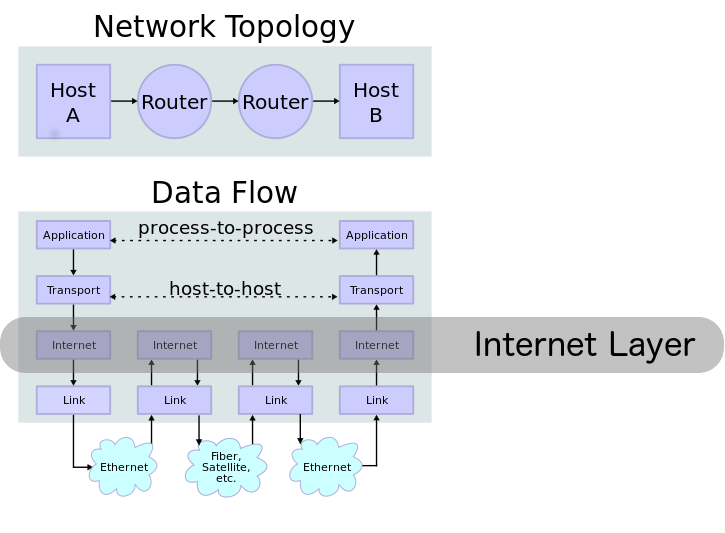 Network Topology
Host
A
Router
Router
Host
B
Data Flow
Application
process-to-process
Application
Transport
host-to-host
Transport
Internet
Internet
Internet
Internet
Internet Layer
Link
Link
Link
Link
Ethernet
Fiber,
Satellite,
etc.
Ethernet